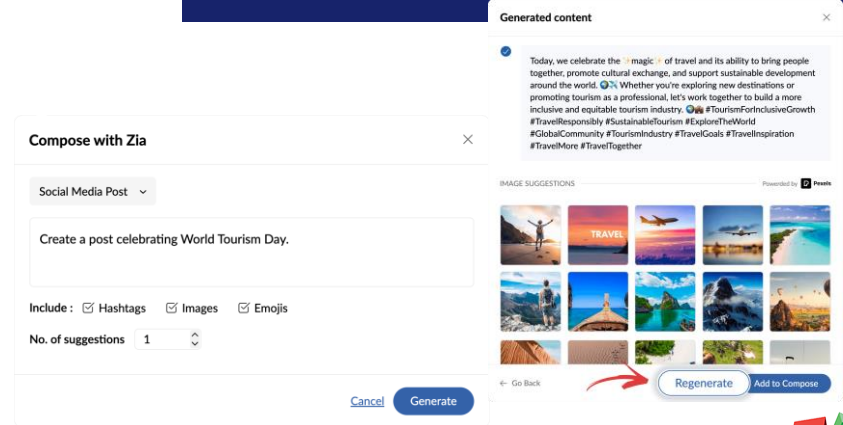 Compose with Zia
Social Media Post
Create a post celebrating World Tourism Day.
Include : Hashtags Images Emojis
No. of suggestions 1
Cancel Generate
Generated content
Today, we celebrate the ✨magic✨ of travel and its ability to bring people
together, promote cultural exchange, and support sustainable development
around the world. 🌍✈️ Whether you're exploring new destinations or
promoting tourism as a professional, let's work together to build a more
inclusive and equitable tourism industry. #TourismForInclusiveGrowth
#TravelResponsibly #SustainableTourism #ExploreTheWorld
#GlobalCommunity #TourismIndustry #TravelGoals #TravelInspiration
#TravelMore #TravelTogether
IMAGE SUGGESTIONS Powerded by Pexels
TRAVEL
← Go Back Regenerate Add to Compose